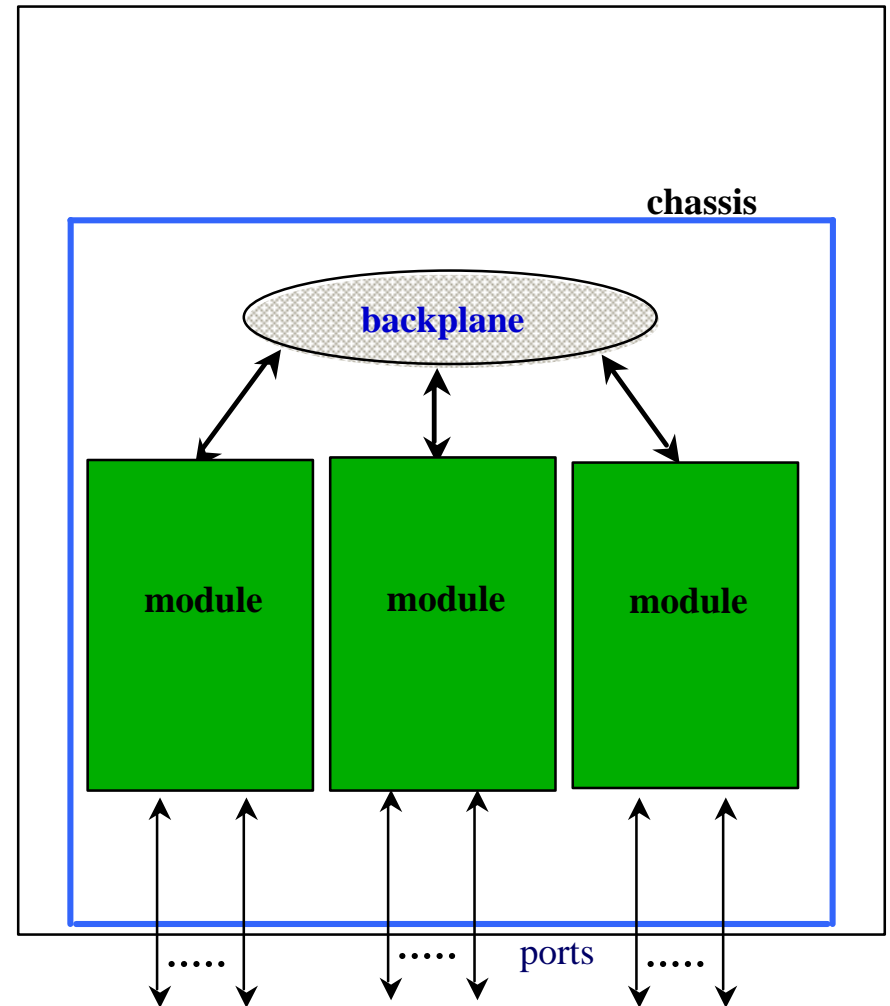 chassis
backplane
module module module
..... ..... ports .....